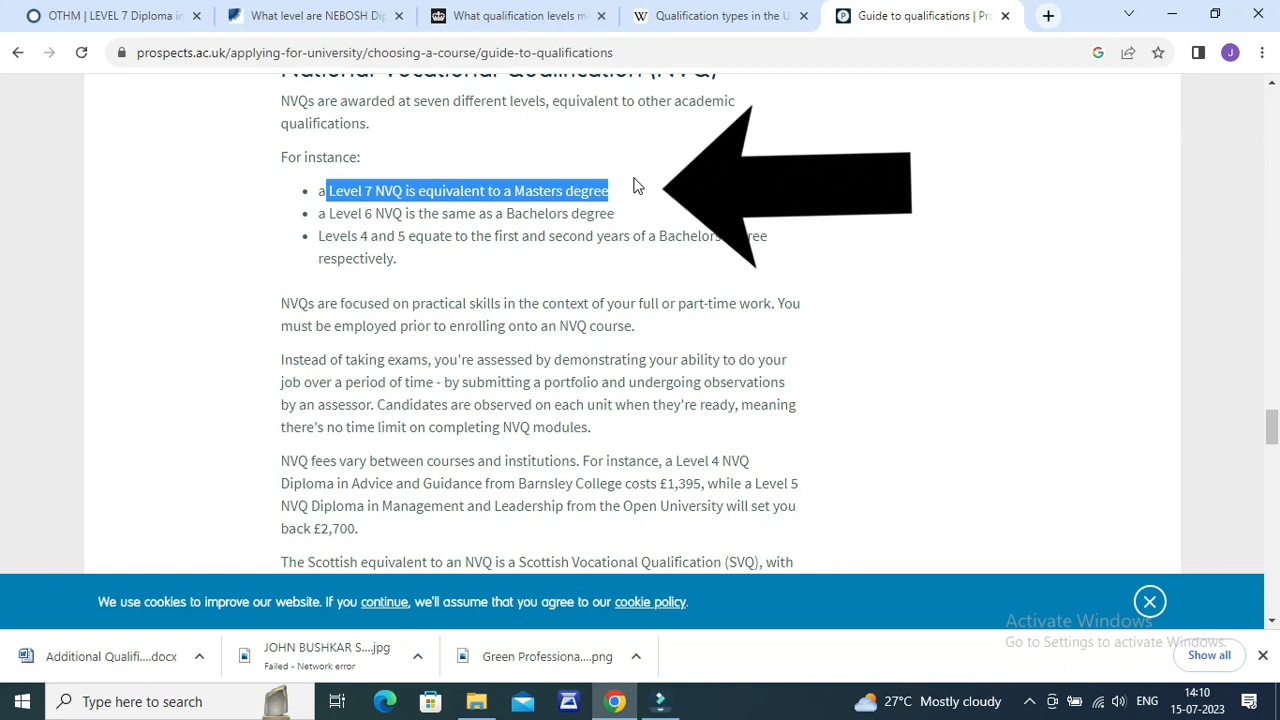 OTHM | LEVEL 7 Diploma
What level are NEBOSH Dip
What qualification levels m
Qualification types in the U
Guide to qualifications | Pr
prospects.ac.uk/applying-for-university/choosing-a-course/guide-to-qualifications
J
National Vocational Qualification (NVQ)
NVQs are awarded at seven different levels, equivalent to other academic
qualifications.
For instance:
• a Level 7 NVQ is equivalent to a Masters degree
• a Level 6 NVQ is the same as a Bachelors degree
• Levels 4 and 5 equate to the first and second years of a Bachelors degree
respectively.
NVQs are focused on practical skills in the context of your full or part-time work. You
must be employed prior to enrolling onto an NVQ course.
Instead of taking exams, you're assessed by demonstrating your ability to do your
job over a period of time - by submitting a portfolio and undergoing observations
by an assessor. Candidates are observed on each unit when they're ready, meaning
there's no time limit on completing NVQ modules.
NVQ fees vary between courses and institutions. For instance, a Level 4 NVQ
Diploma in Advice and Guidance from Barnsley College costs £1,395, while a Level 5
NVQ Diploma in Management and Leadership from the Open University will set you
back £2,700.
The Scottish equivalent to an NVQ is a Scottish Vocational Qualification (SVQ), with
We use cookies to improve our website. If you continue, we'll assume that you agree to our cookie policy.
Activate Windows
Go to Settings to activate Windows.
Additional Qualifi....docx
JOHN BUSHKAR S....jpg
Failed - Network error
Green Professiona....png
Show all
Type here to search
27°C Mostly cloudy
ENG
14:10
15-07-2023